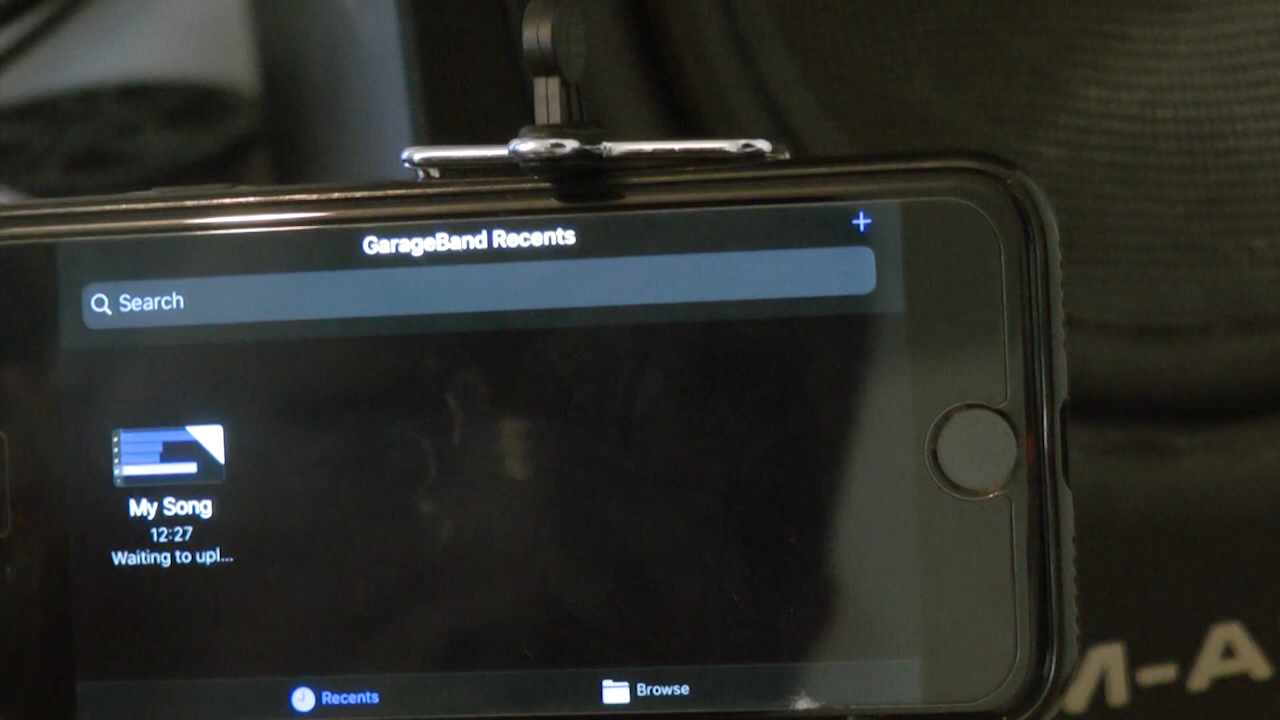 GarageBand Recents
+
Search
My Song
12:27
Waiting to upl...
Recents
Browse
M-A